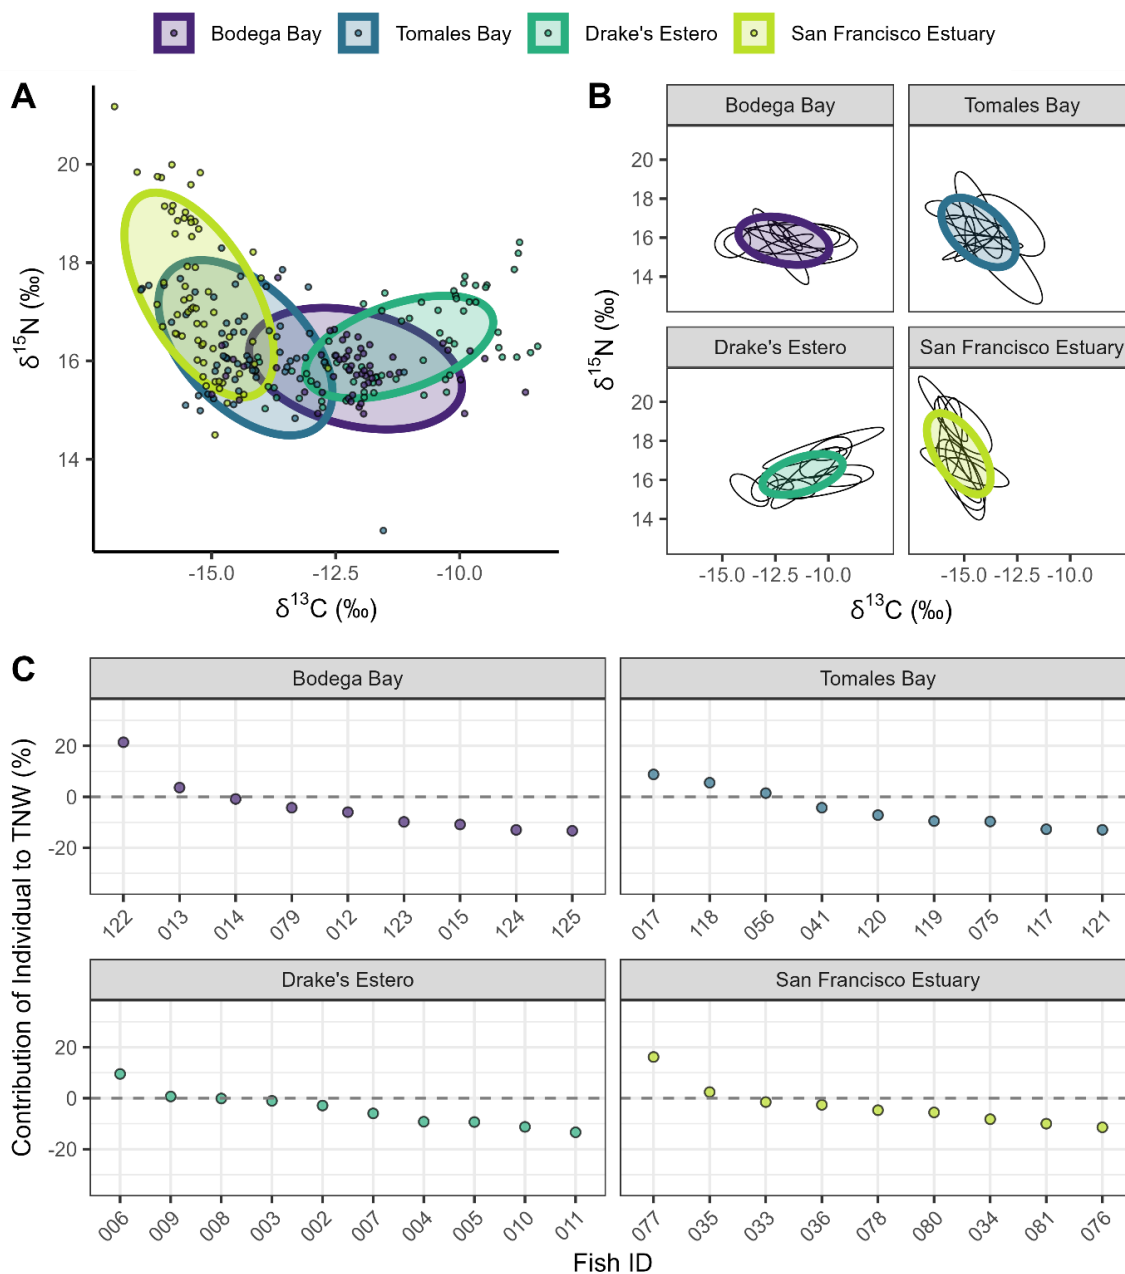 Bodega Bay Tomales Bay Drake's Estero San Francisco Estuary
A
20
18
16
14
δ15N (‰)
-15.0 -12.5 -10.0
δ13C (‰)
B
Bodega Bay Tomales Bay
20
18
16
14
Drake's Estero San Francisco Estuary
20
18
16
14
δ15N (‰)
-15.0 -12.5 -10.0 -15.0 -12.5 -10.0
δ13C (‰)
C
Bodega Bay Tomales Bay
20
0
-20
122 013 014 079 012 123 015 124 125 017 118 056 041 120 119 075 117 121
Drake's Estero San Francisco Estuary
20
0
-20
006 009 008 003 002 007 004 005 010 011 077 035 033 036 078 080 034 081 076
Contribution of Individual to TNW (%)
Fish ID